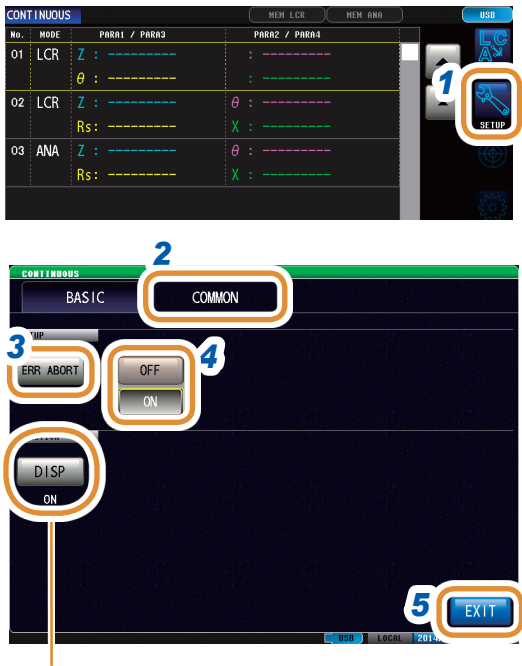 CONTINUOUS MEM LCR MEM ANA USB
No. MODE PARA1 / PARA3 PARA2 / PARA4
01 LCR Z : --------- : ---------
θ : --------- : ---------
02 LCR Z : --------- θ : ---------
Rs: --------- X : ---------
03 ANA Z : --------- θ : ---------
Rs: --------- X : ---------
LC
1
SETUP
2
CONTINUOUS
BASIC COMMON
3
ERR ABORT
4
OFF
ON
DISP
ON
5
EXIT
USB LOCAL